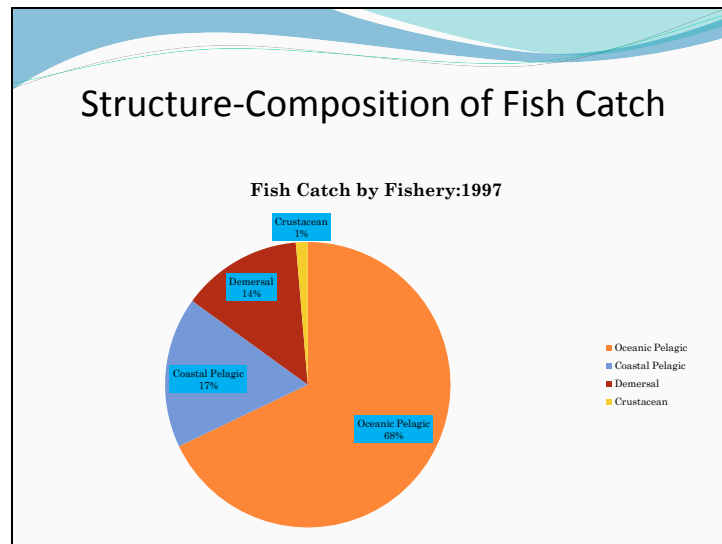 Structure-Composition of Fish Catch
Fish Catch by Fishery:1997
Crustacean
1%
Demersal
14%
Coastal Pelagic
17%
Oceanic Pelagic
68%
Oceanic Pelagic
Coastal Pelagic
Demersal
Crustacean